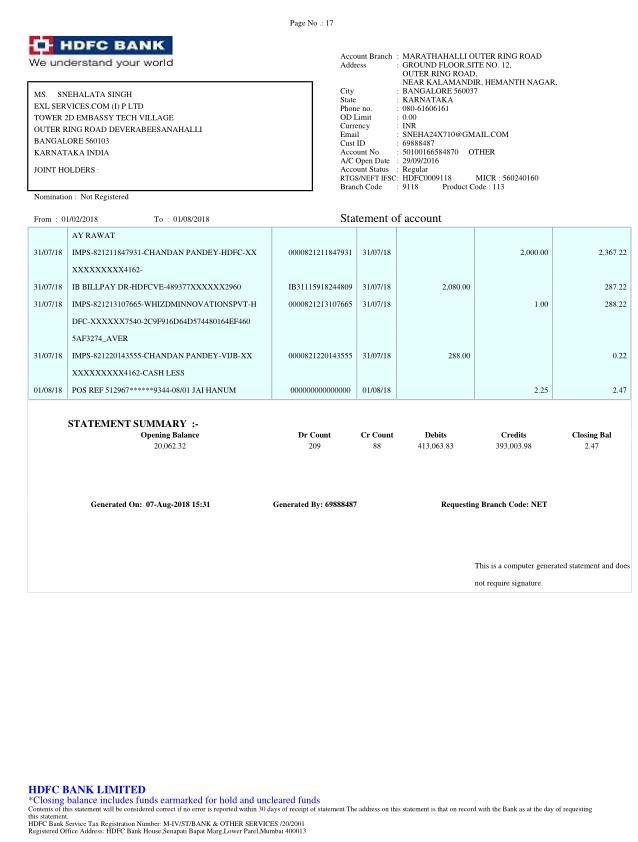 Page No .: 17
HDFC BANK
We understand your world
Account Branch : MARATHAHALLI OUTER RING ROAD
Address : GROUND FLOOR,SITE NO. 12,
OUTER RING ROAD,
NEAR KALAMANDIR, HEMANTH NAGAR,
City : BANGALORE 560037
State : KARNATAKA
Phone no. : 080-61606161
OD Limit : 0.00
Currency : INR
Email : SNEHA24X710@GMAIL.COM
Cust ID : 69888487
Account No : 50100166584870 OTHER
A/C Open Date : 29/09/2016
Account Status : Regular
RTGS/NEFT IFSC: HDFC0009118 MICR : 560240160
Branch Code : 9118 Product Code : 113
MS. SNEHALATA SINGH
EXL SERVICES.COM (I) P LTD
TOWER 2D EMBASSY TECH VILLAGE
OUTER RING ROAD DEVERABEESANAHALLI
BANGALORE 560103
KARNATAKA INDIA
JOINT HOLDERS :
Nomination : Not Registered
From : 01/02/2018 To : 01/08/2018 Statement of account
AY RAWAT
31/07/18 IMPS-821211847931-CHANDAN PANDEY-HDFC-XX 0000821211847931 31/07/18 2,000.00 2,367.22
XXXXXXXXX4162-
31/07/18 IB BILLPAY DR-HDFCVE-489377XXXXXX2960 IB31115918244809 31/07/18 2,080.00 287.22
31/07/18 IMPS-821213107665-WHIZDMINNOVATIONSPVT-H 0000821213107665 31/07/18 1.00 288.22
DFC-XXXXXX7540-2C9F916D64D574480164EF460
5AF3274_AVER
31/07/18 IMPS-821220143555-CHANDAN PANDEY-VIJB-XX 0000821220143555 31/07/18 288.00 0.22
XXXXXXXXX4162-CASH LESS
01/08/18 POS REF 512967******9344-08/01 JAI HANUM 000000000000000 01/08/18 2.25 2.47
STATEMENT SUMMARY :-
Opening Balance Dr Count Cr Count Debits Credits Closing Bal
20,062.32 209 88 413,063.83 393,003.98 2.47
Generated On: 07-Aug-2018 15:31 Generated By: 69888487 Requesting Branch Code: NET
This is a computer generated statement and does
not require signature.
HDFC BANK LIMITED
*Closing balance includes funds earmarked for hold and uncleared funds
Contents of this statement will be considered correct if no error is reported within 30 days of receipt of statement.The address on this statement is that on record with the Bank as at the day of requesting
this statement.
HDFC Bank Service Tax Registration Number: M-IV/ST/BANK & OTHER SERVICES /20/2001
Registered Office Address: HDFC Bank House,Senapati Bapat Marg,Lower Parel,Mumbai 400013